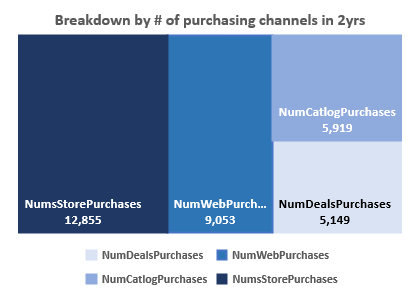 Breakdown by # of purchasing channels in 2yrs
NumCatlogPurchases
5,919
NumsStorePurchases
12,855
NumWebPurch...
9,053
NumDealsPurchases
5,149
NumDealsPurchases
NumWebPurchases
NumCatlogPurchases
NumsStorePurchases